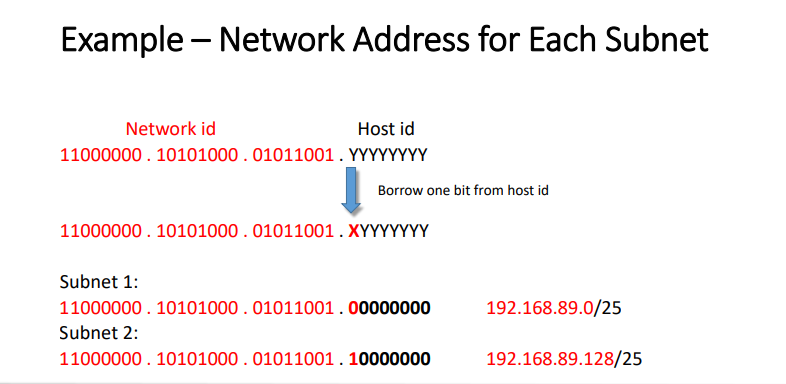 Example – Network Address for Each Subnet
Network id Host id
11000000 . 10101000 . 01011001 . YYYYYYYY
Borrow one bit from host id
11000000 . 10101000 . 01011001 . XYYYYYYY
Subnet 1:
11000000 . 10101000 . 01011001 . 00000000 192.168.89.0/25
Subnet 2:
11000000 . 10101000 . 01011001 . 10000000 192.168.89.128/25